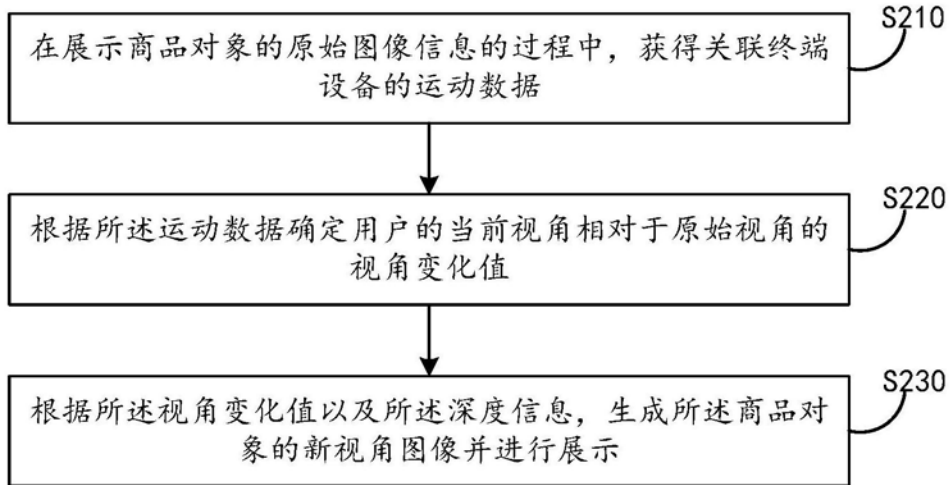 S210
在展示商品对象的原始图像信息的过程中，获得关联终端
设备的运动数据
S220
根据所述运动数据确定用户的当前视角相对于原始视角的
视角变化值
S230
根据所述视角变化值以及所述深度信息，生成所述商品对
象的新视角图像并进行展示